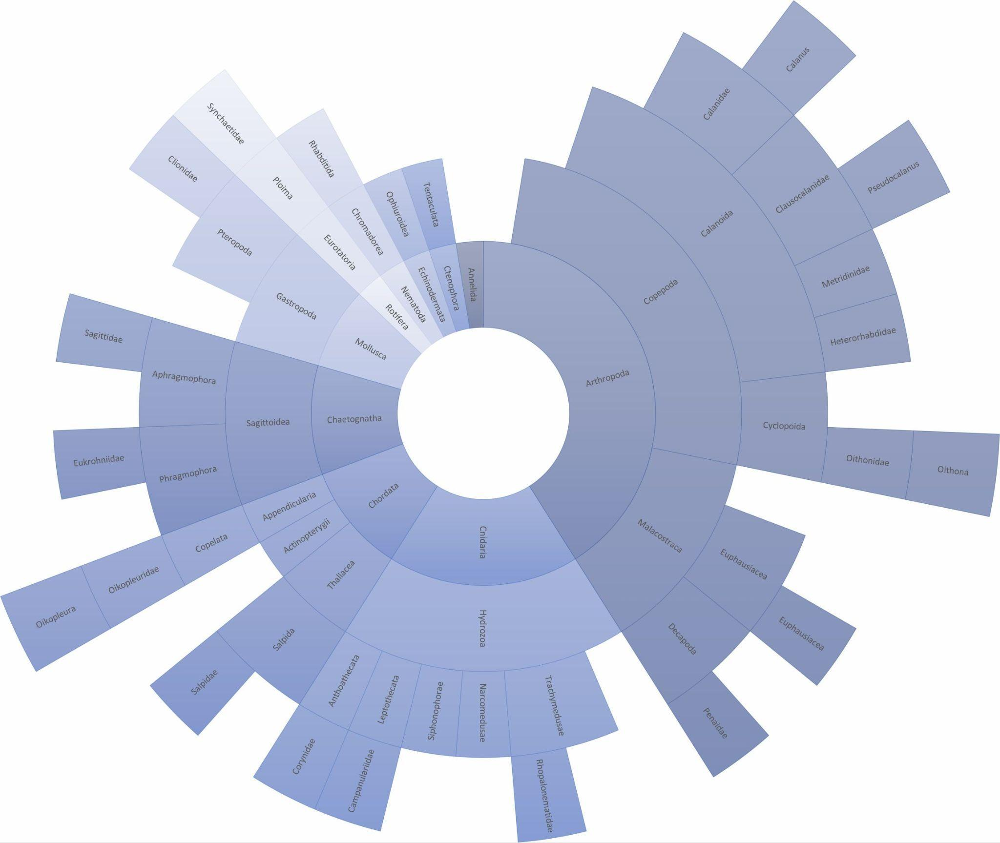 Calanus
Calanidae
Pseudocalanus
Clausocalanidae
Calanoida
Metridinidae
Heterorhabdidae
Copepoda
Arthropoda
Cyclopoida
Oithonidae
Oithona
Malacostraca
Euphausiacea
Euphausiacea
Decapoda
Penaidae
Cnidaria
Hydrozoa
Trachymedusae
Rhopalonematidae
Narcomedusae
Siphonophorae
Leptothecata
Campanulariidae
Anthoathecata
Corynidae
Chordata
Thaliacea
Salpida
Salpidae
Actinopterygii
Appendicularia
Copelata
Oikopleuridae
Oikopleura
Chaetognatha
Sagittoidea
Phragmophora
Eukrohniidae
Aphragmophora
Sagittidae
Mollusca
Gastropoda
Pteropoda
Clionidae
Rotifera
Eurotatoria
Ploima
Synchaetidae
Nematoda
Chromadorea
Rhabditida
Echinodermata
Ophiuroidea
Ctenophora
Tentaculata
Annelida